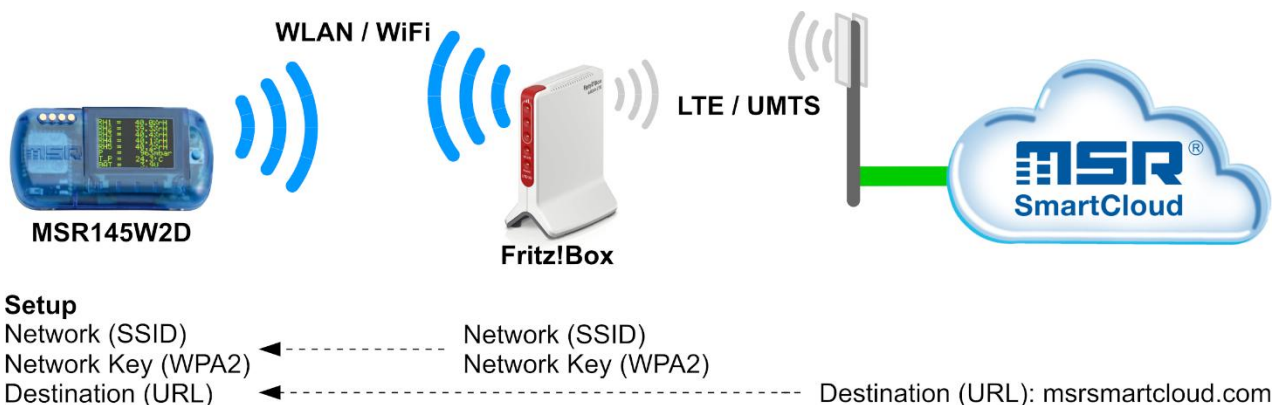 WLAN / WiFi
LTE / UMTS
MSR®
SmartCloud
MSR145W2D
Fritz!Box
Setup
Network (SSID)
Network (SSID)
Network Key (WPA2)
Network Key (WPA2)
Destination (URL)
Destination (URL): msrsmartcloud.com